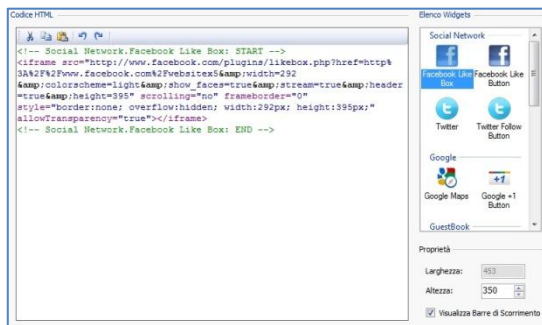 Codice HTML
<!-- Social Network.Facebook Like Box: START -->
<iframe src="http://www.facebook.com/plugins/likebox.php?href=http%
3A%2F%2Fwww.facebook.com%2Fwebsitex5&amp;width=292
&amp;colorscheme=light&amp;show_faces=true&amp;stream=true&amp;header
=true&amp;height=395" scrolling="no" frameborder="0"
style="border:none; overflow:hidden; width:292px; height:395px;"
allowTransparency="true"></iframe>
<!-- Social Network.Facebook Like Box: END -->
Elenco Widgets
Social Network
Facebook Like
Box
Facebook Like
Button
Twitter
Twitter Follow
Button
Google
+1
Google Maps
Google +1
Button
GuestBook
Proprietà
Larghezza:
493
Altezza:
350
Visualizza Barre di Scorrimento